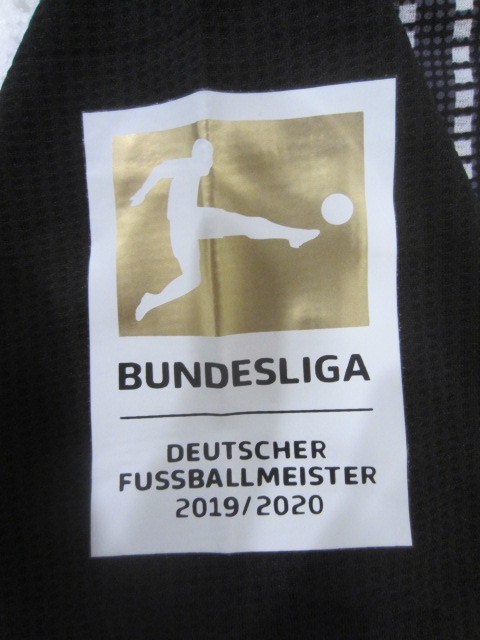 BUNDESLIGA
DEUTSCHER
FUSSBALLMEISTER
2019/2020